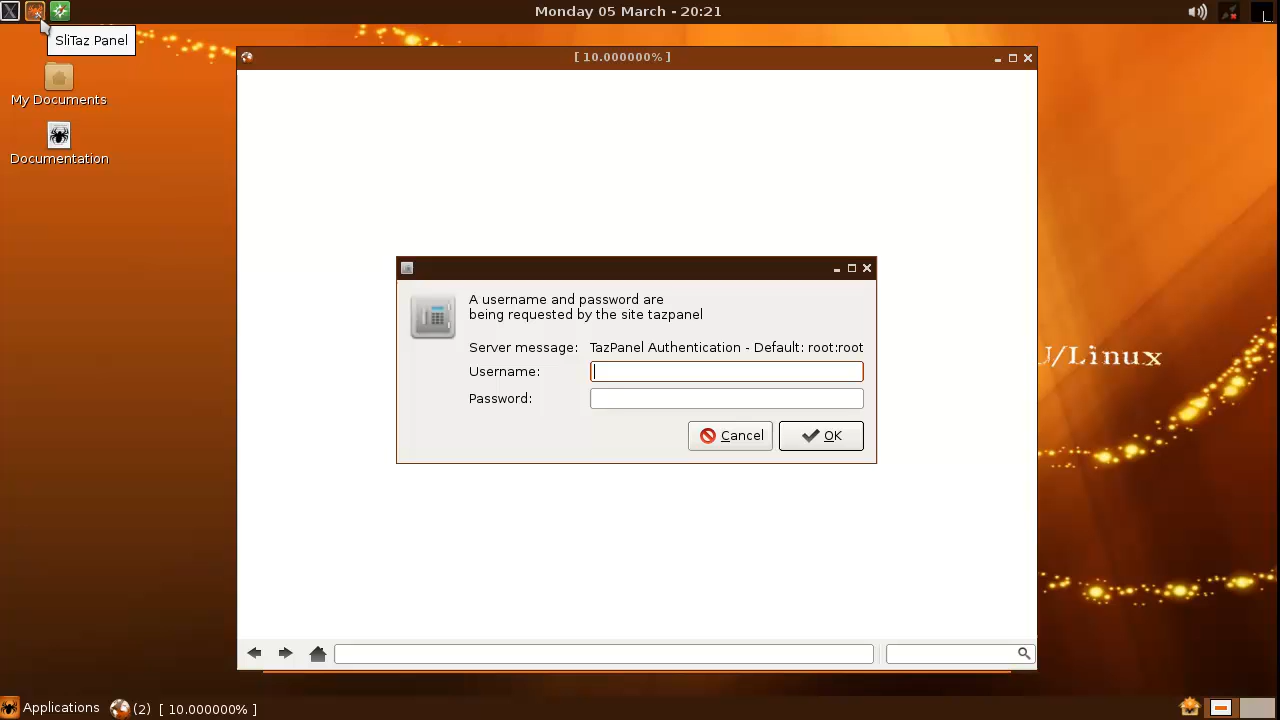 Monday 05 March - 20:21
SliTaz Panel
[ 10.000000% ]
My Documents
Documentation
A username and password are
being requested by the site tazpanel
Server message: TazPanel Authentication - Default: root:root
Username:
Password:
Cancel
OK
U/Linux
Applications
(2) [ 10.000000% ]